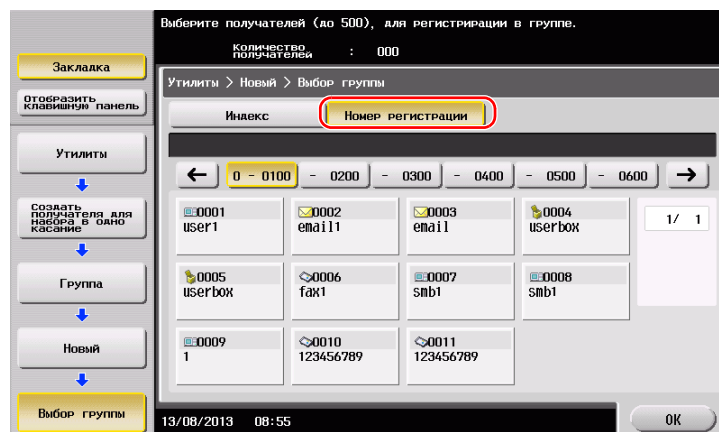 Выберите получателей (до 500), для регистрирации в группе.
Количество получателей : 000
Закладка
Отобразить
клавишную панель
Утилиты
Создать
получателя для
набора в одно
касание
Группа
Новый
Выбор группы
Утилиты > Новый > Выбор группы
Индекс
Номер регистрации
← 0 - 0100 - 0200 - 0300 - 0400 - 0500 - 0600 →
0001
user1
0002
email1
0003
email
0004
userbox
1/ 1
0005
userbox
0006
fax1
0007
smb1
0008
smb1
0009
1
0010
123456789
0011
123456789
13/08/2013 08:55
OK